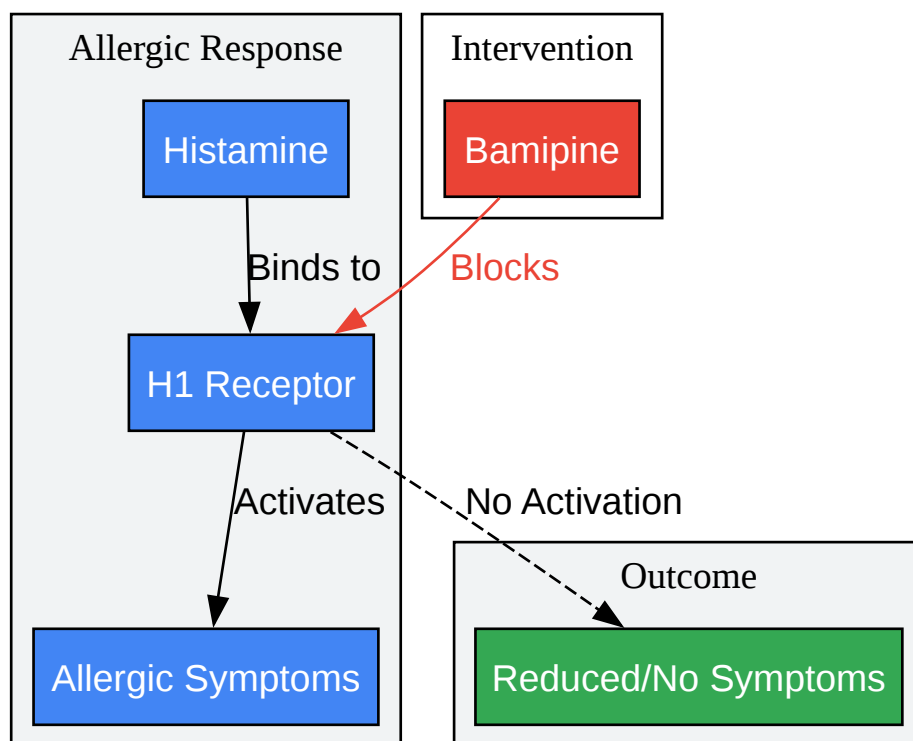 Allergic Response
Intervention
Histamine
Bamipine
Binds to
Blocks
H1 Receptor
Activates
No Activation
Outcome
Allergic Symptoms
Reduced/No Symptoms